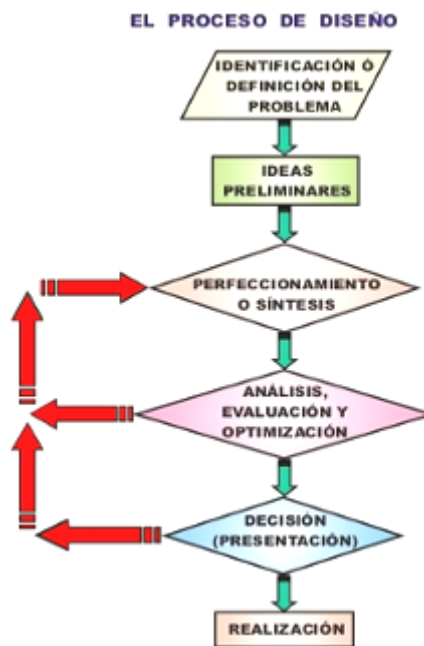 EL PROCESO DE DISEÑO
IDENTIFICACIÓN Ó
DEFINICIÓN DEL
PROBLEMA
IDEAS
PRELIMINARES
PERFECCIONAMIENTO
O SÍNTESIS
ANÁLISIS,
EVALUACIÓN Y
OPTIMIZACIÓN
DECISIÓN
(PRESENTACIÓN)
REALIZACIÓN